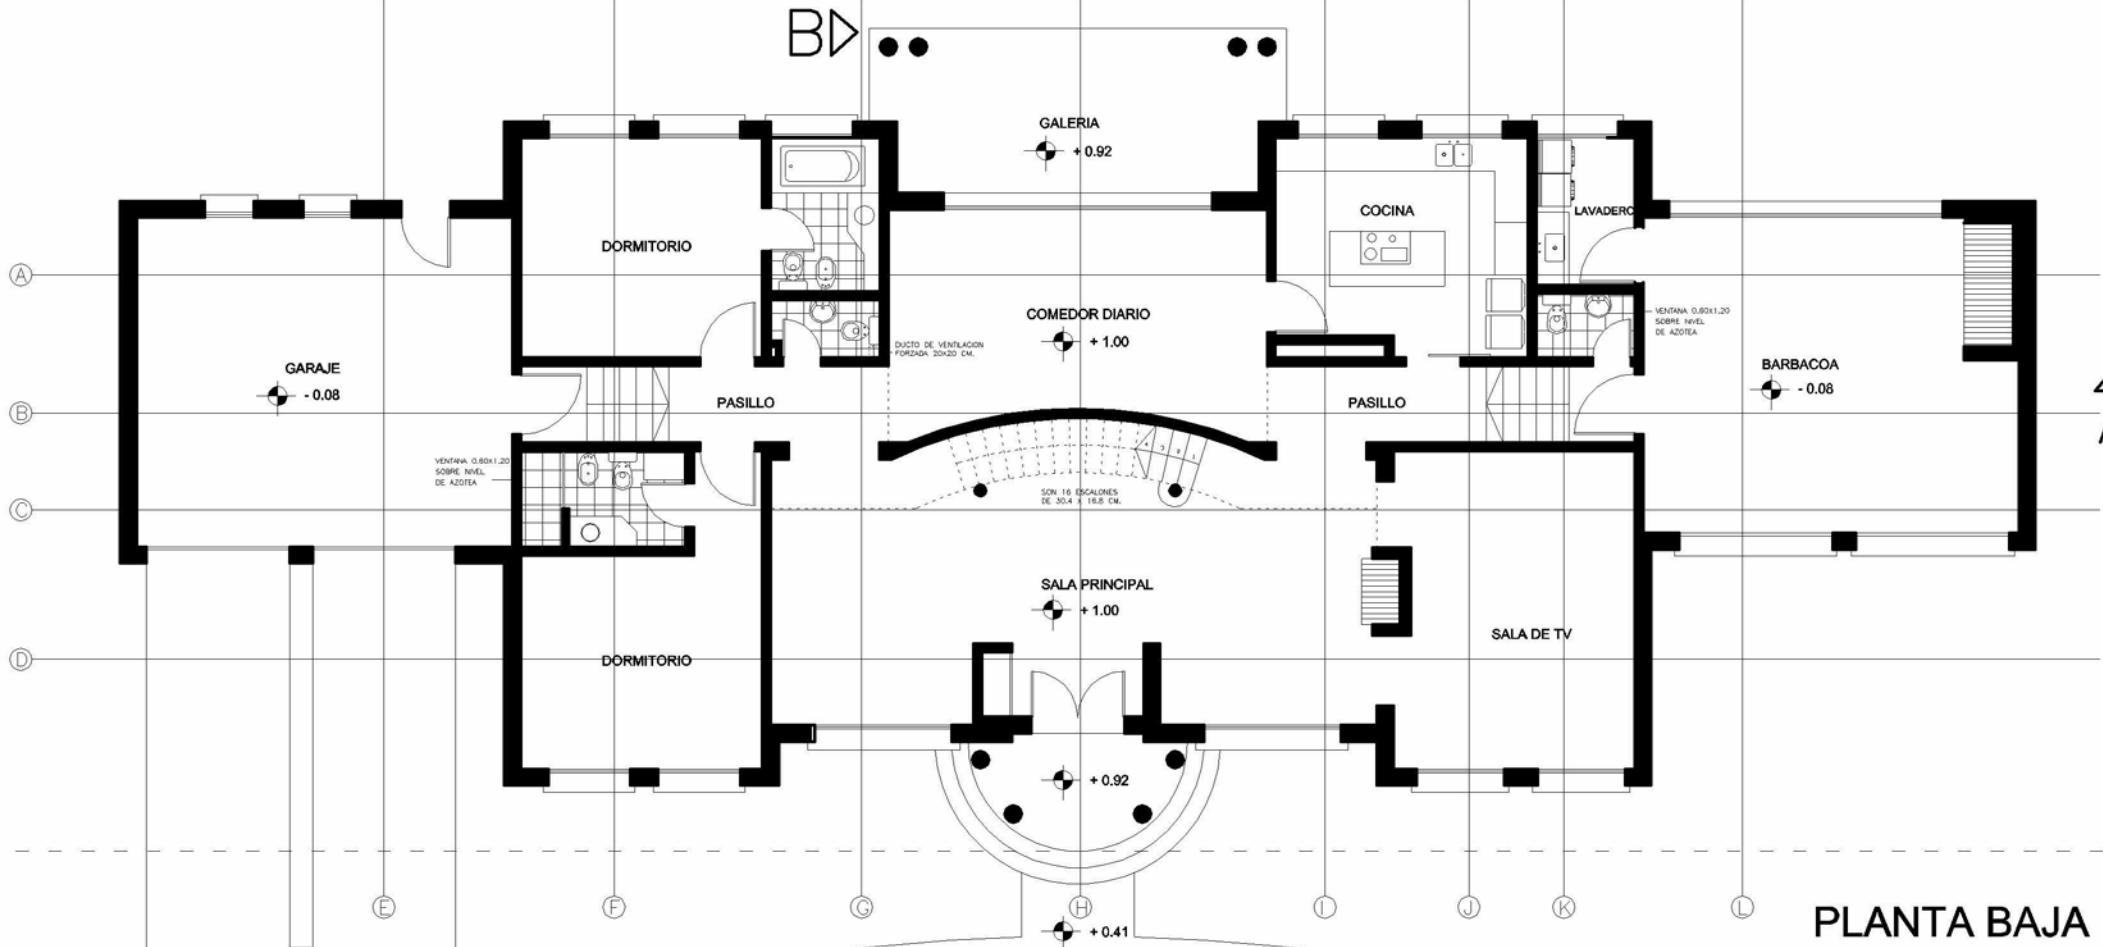 B
GALERIA
+ 0.92
COCINA
LAVADERO
DORMITORIO
A
COMEDOR DIARIO
+ 1.00
VENTANA 0.60x1.20
SOBRE NIVEL
DE AZOTEA
DUCTO DE VENTILACION
FORZADA 20x20 CM.
GARAJE
- 0.08
BARBACOA
- 0.08
PASILLO
PASILLO
B
VENTANA 0.60x1.20
SOBRE NIVEL
DE AZOTEA
SON 16 ESCALONES
DE 30.4 x 16.8 CM.
C
SALA PRINCIPAL
+ 1.00
SALA DE TV
DORMITORIO
D
+ 0.92
E
F
G
H
I
J
K
L
+ 0.41
PLANTA BAJA